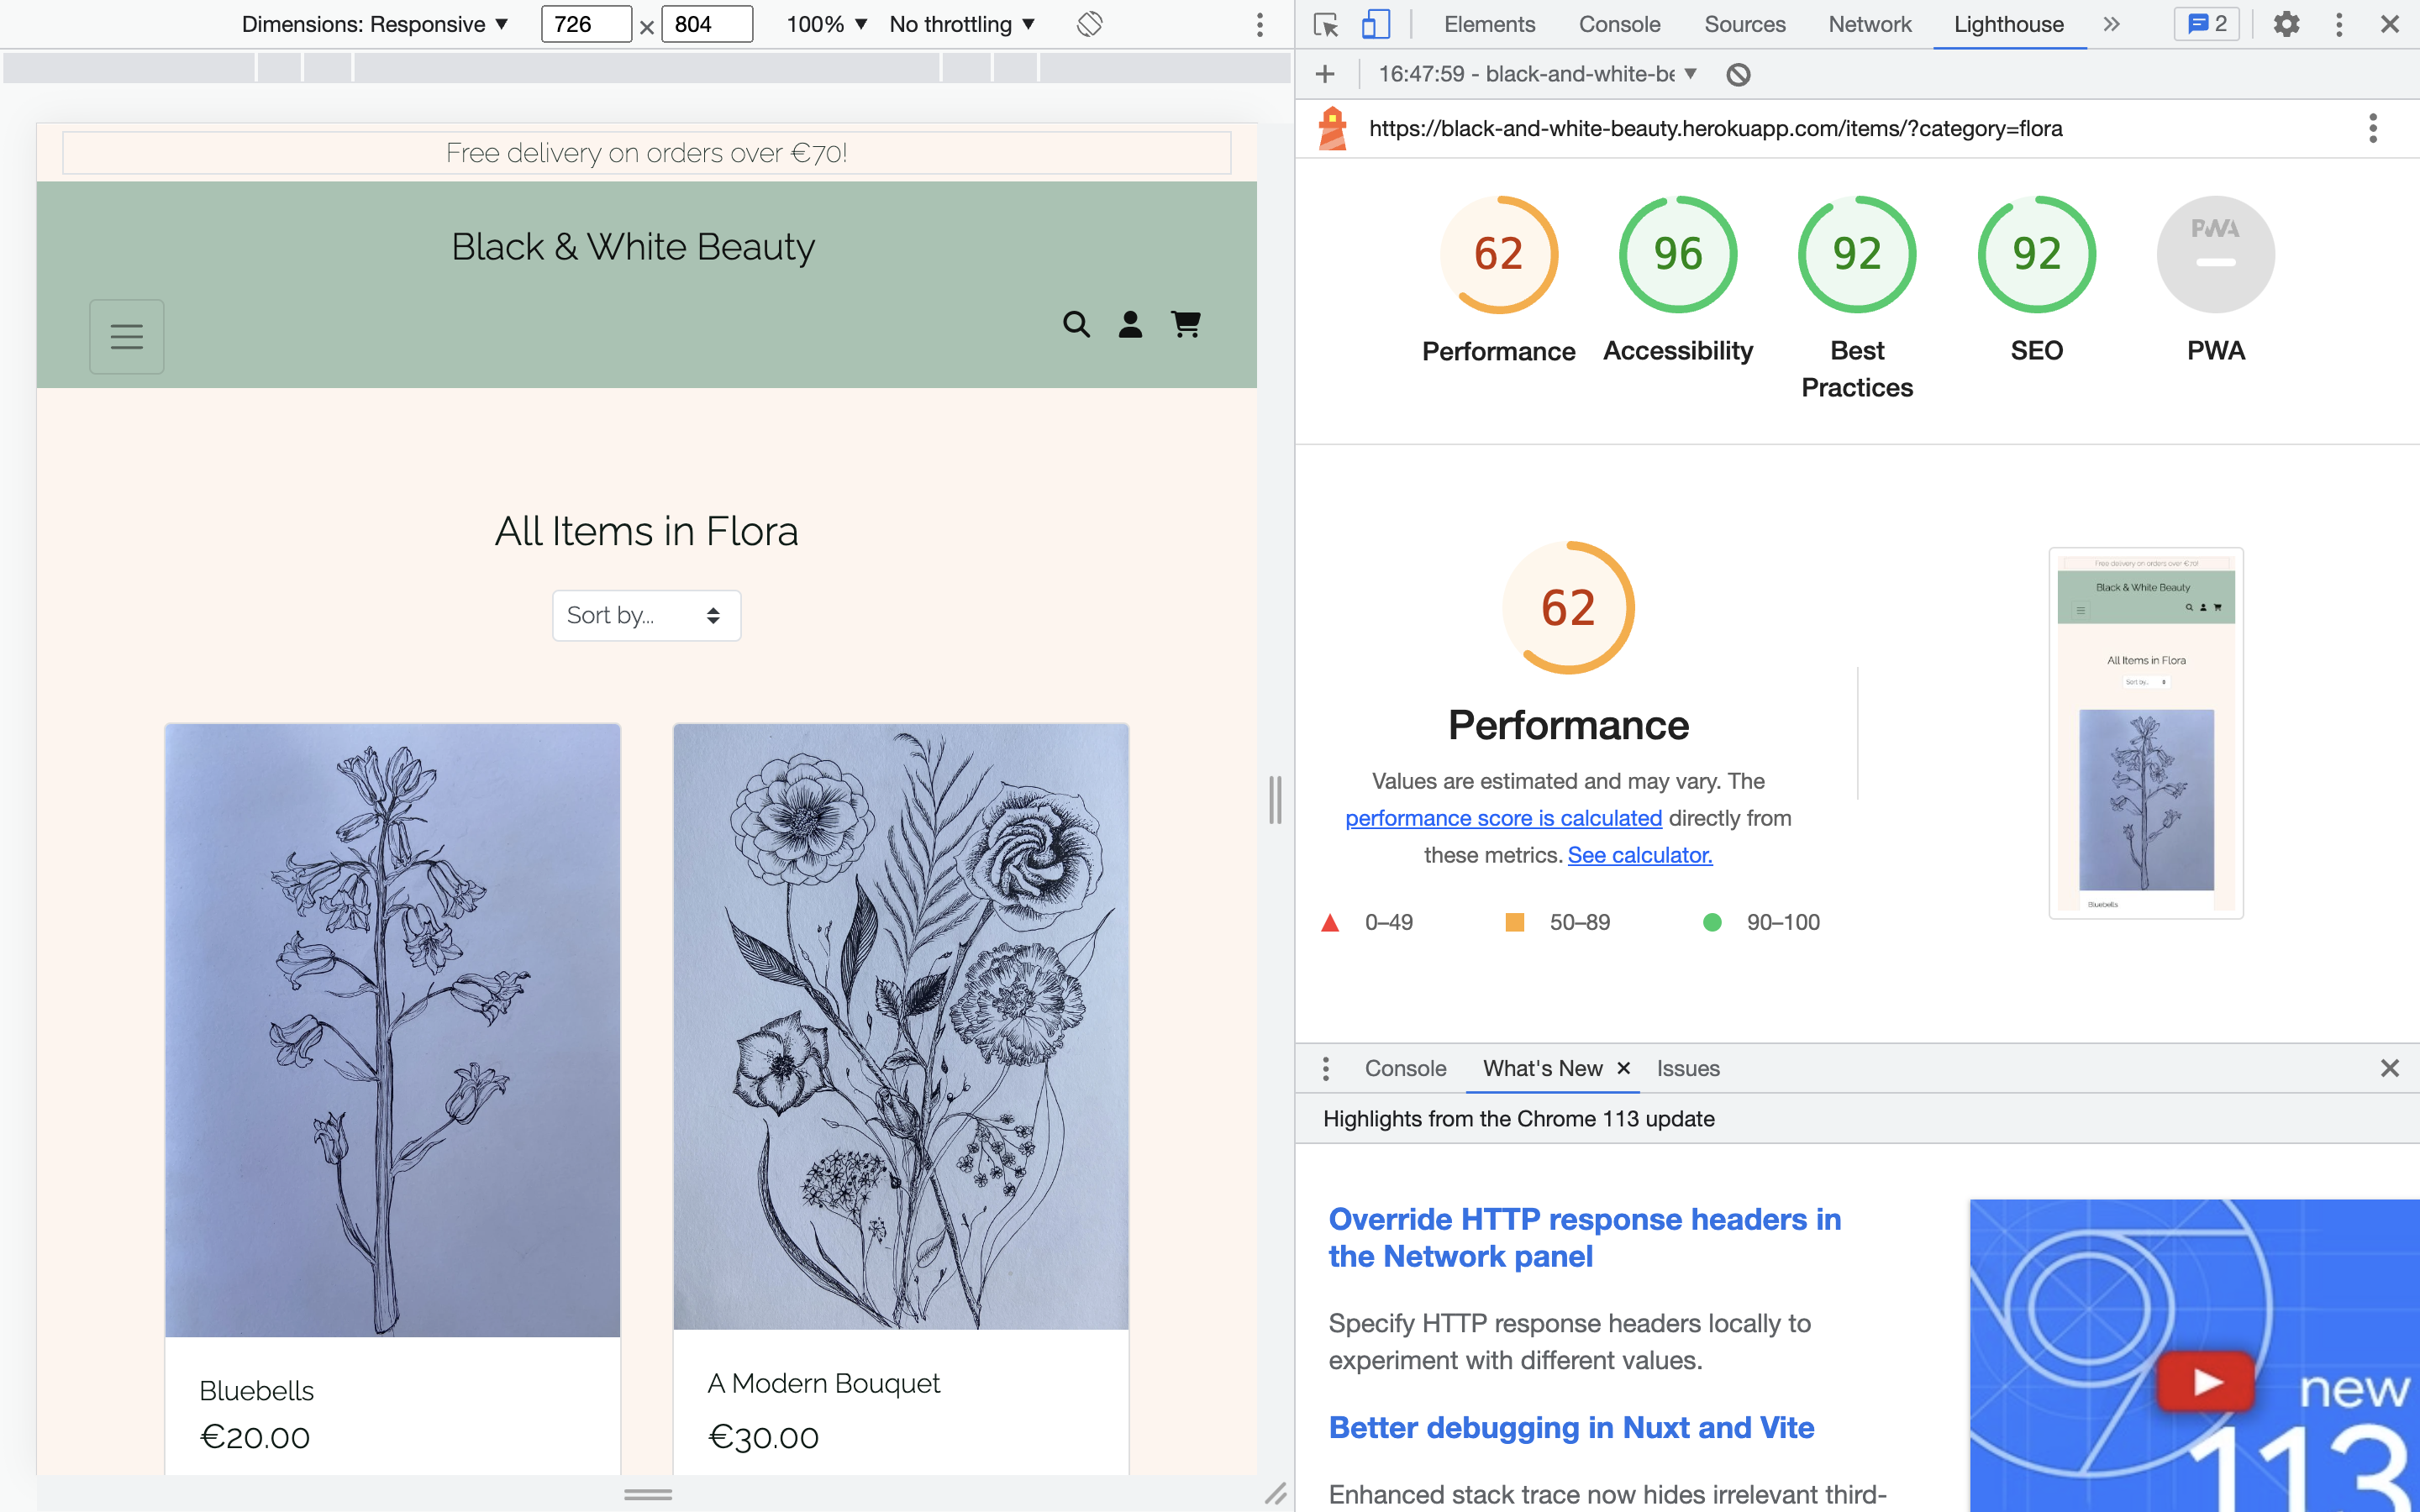 Dimensions: Responsive ▼ 726 × 804 100% ▼ No throttling ▼
Elements Console Sources Network Lighthouse » 2
16:47:59 - black-and-white-be ▼
https://black-and-white-beauty.herokuapp.com/items/?category=flora
Free delivery on orders over €70!
Black & White Beauty
All Items in Flora
Sort by...
Bluebells
€20.00
A Modern Bouquet
€30.00
62
Performance
96
Accessibility
92
Best
Practices
92
SEO
PWA
PWA
62
Performance
Values are estimated and may vary. The
performance score is calculated directly from
these metrics. See calculator.
0–49 50–89 90–100
Free delivery on orders over €70!
Black & White Beauty
All Items in Flora
Sort by...
Bluebells
Console What's New × Issues
Highlights from the Chrome 113 update
Override HTTP response headers in
the Network panel
Specify HTTP response headers locally to
experiment with different values.
Better debugging in Nuxt and Vite
Enhanced stack trace now hides irrelevant third-
new
113